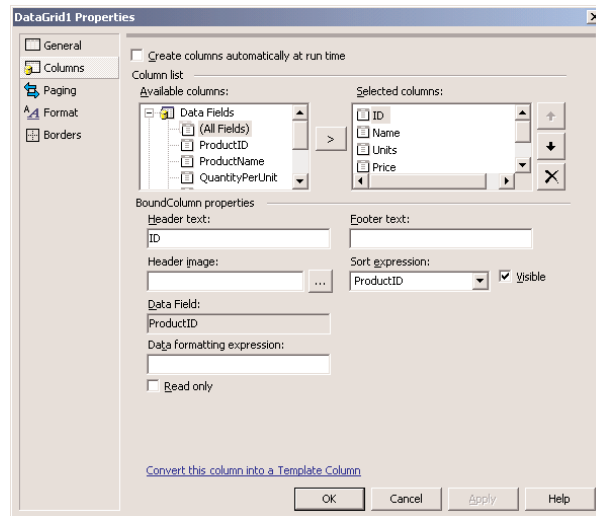 DataGrid1 Properties
General
Columns
Paging
Format
Borders
Create columns automatically at run time
Column list
Available columns:
Selected columns:
Data Fields
(All Fields)
ProductID
ProductName
QuantityPerUnit
>
ID
Name
Units
Price
BoundColumn properties
Header text:
Footer text:
ID
Header image:
Sort expression:
...
ProductID
Visible
Data Field:
ProductID
Data formatting expression:
Read only
Convert this column into a Template Column
OK
Cancel
Apply
Help